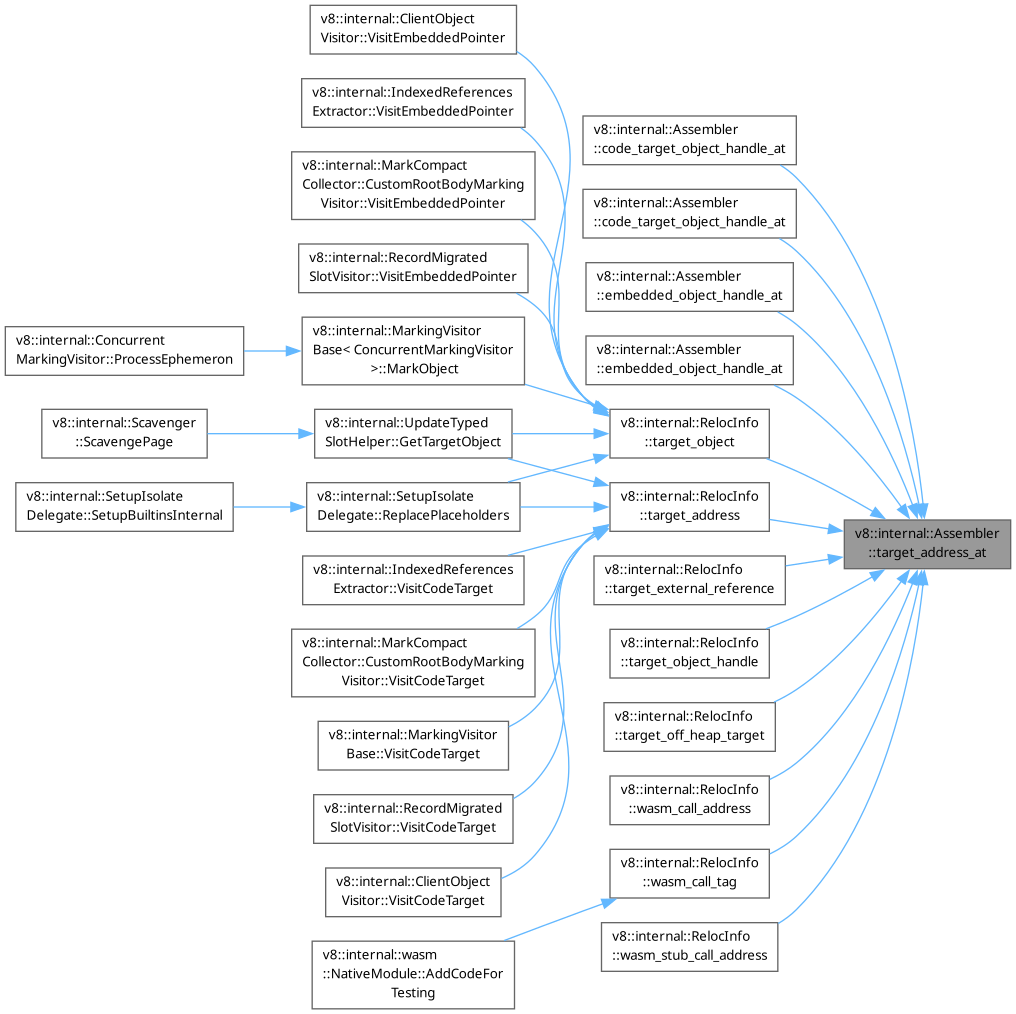 v8::internal::ClientObject
Visitor::VisitEmbeddedPointer
v8::internal::IndexedReferences
Extractor::VisitEmbeddedPointer
v8::internal::MarkCompact
Collector::CustomRootBodyMarking
Visitor::VisitEmbeddedPointer
v8::internal::RecordMigrated
SlotVisitor::VisitEmbeddedPointer
v8::internal::Concurrent
MarkingVisitor::ProcessEphemeron
v8::internal::MarkingVisitor
Base< ConcurrentMarkingVisitor
>::MarkObject
v8::internal::Scavenger
::ScavengePage
v8::internal::UpdateTyped
SlotHelper::GetTargetObject
v8::internal::SetupIsolate
Delegate::SetupBuiltinsInternal
v8::internal::SetupIsolate
Delegate::ReplacePlaceholders
v8::internal::IndexedReferences
Extractor::VisitCodeTarget
v8::internal::MarkCompact
Collector::CustomRootBodyMarking
Visitor::VisitCodeTarget
v8::internal::MarkingVisitor
Base::VisitCodeTarget
v8::internal::RecordMigrated
SlotVisitor::VisitCodeTarget
v8::internal::ClientObject
Visitor::VisitCodeTarget
v8::internal::wasm
::NativeModule::AddCodeFor
Testing
v8::internal::Assembler
::code_target_object_handle_at
v8::internal::Assembler
::code_target_object_handle_at
v8::internal::Assembler
::embedded_object_handle_at
v8::internal::Assembler
::embedded_object_handle_at
v8::internal::RelocInfo
::target_object
v8::internal::RelocInfo
::target_address
v8::internal::RelocInfo
::target_external_reference
v8::internal::RelocInfo
::target_object_handle
v8::internal::RelocInfo
::target_off_heap_target
v8::internal::RelocInfo
::wasm_call_address
v8::internal::RelocInfo
::wasm_call_tag
v8::internal::RelocInfo
::wasm_stub_call_address
v8::internal::Assembler
::target_address_at